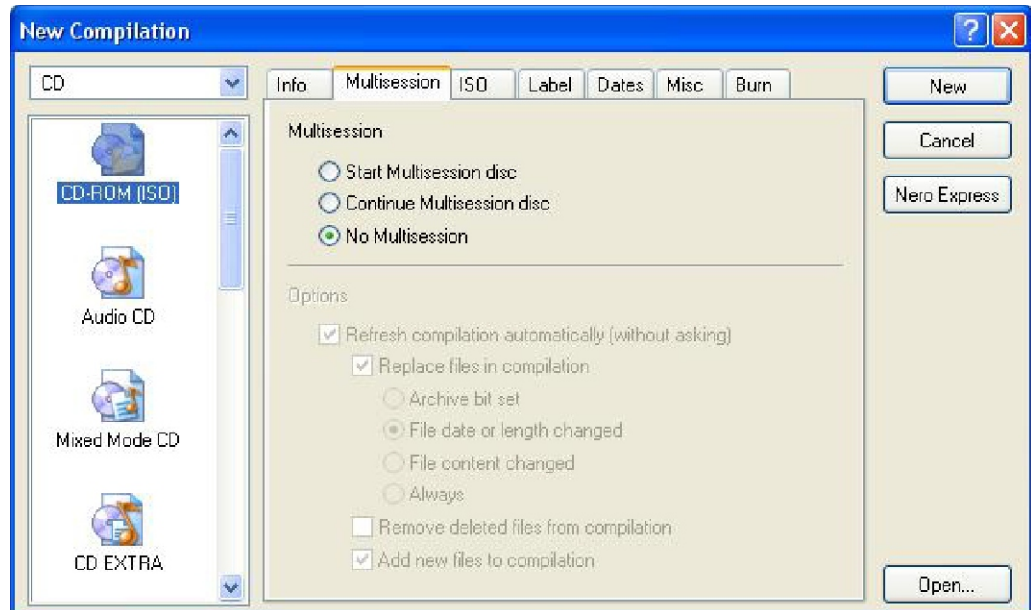 New Compilation
CD
CD-ROM (ISO)
Audio CD
Mixed Mode CD
CD EXTRA
Info Multisession ISO Label Dates Misc Burn
Multisession
Start Multisession disc
Continue Multisession disc
No Multisession
Options
Refresh compilation automatically (without asking)
Replace files in compilation
Archive bit set
File date or length changed
File content changed
Always
Remove deleted files from compilation
Add new files to compilation
New
Cancel
Nero Express
Open...